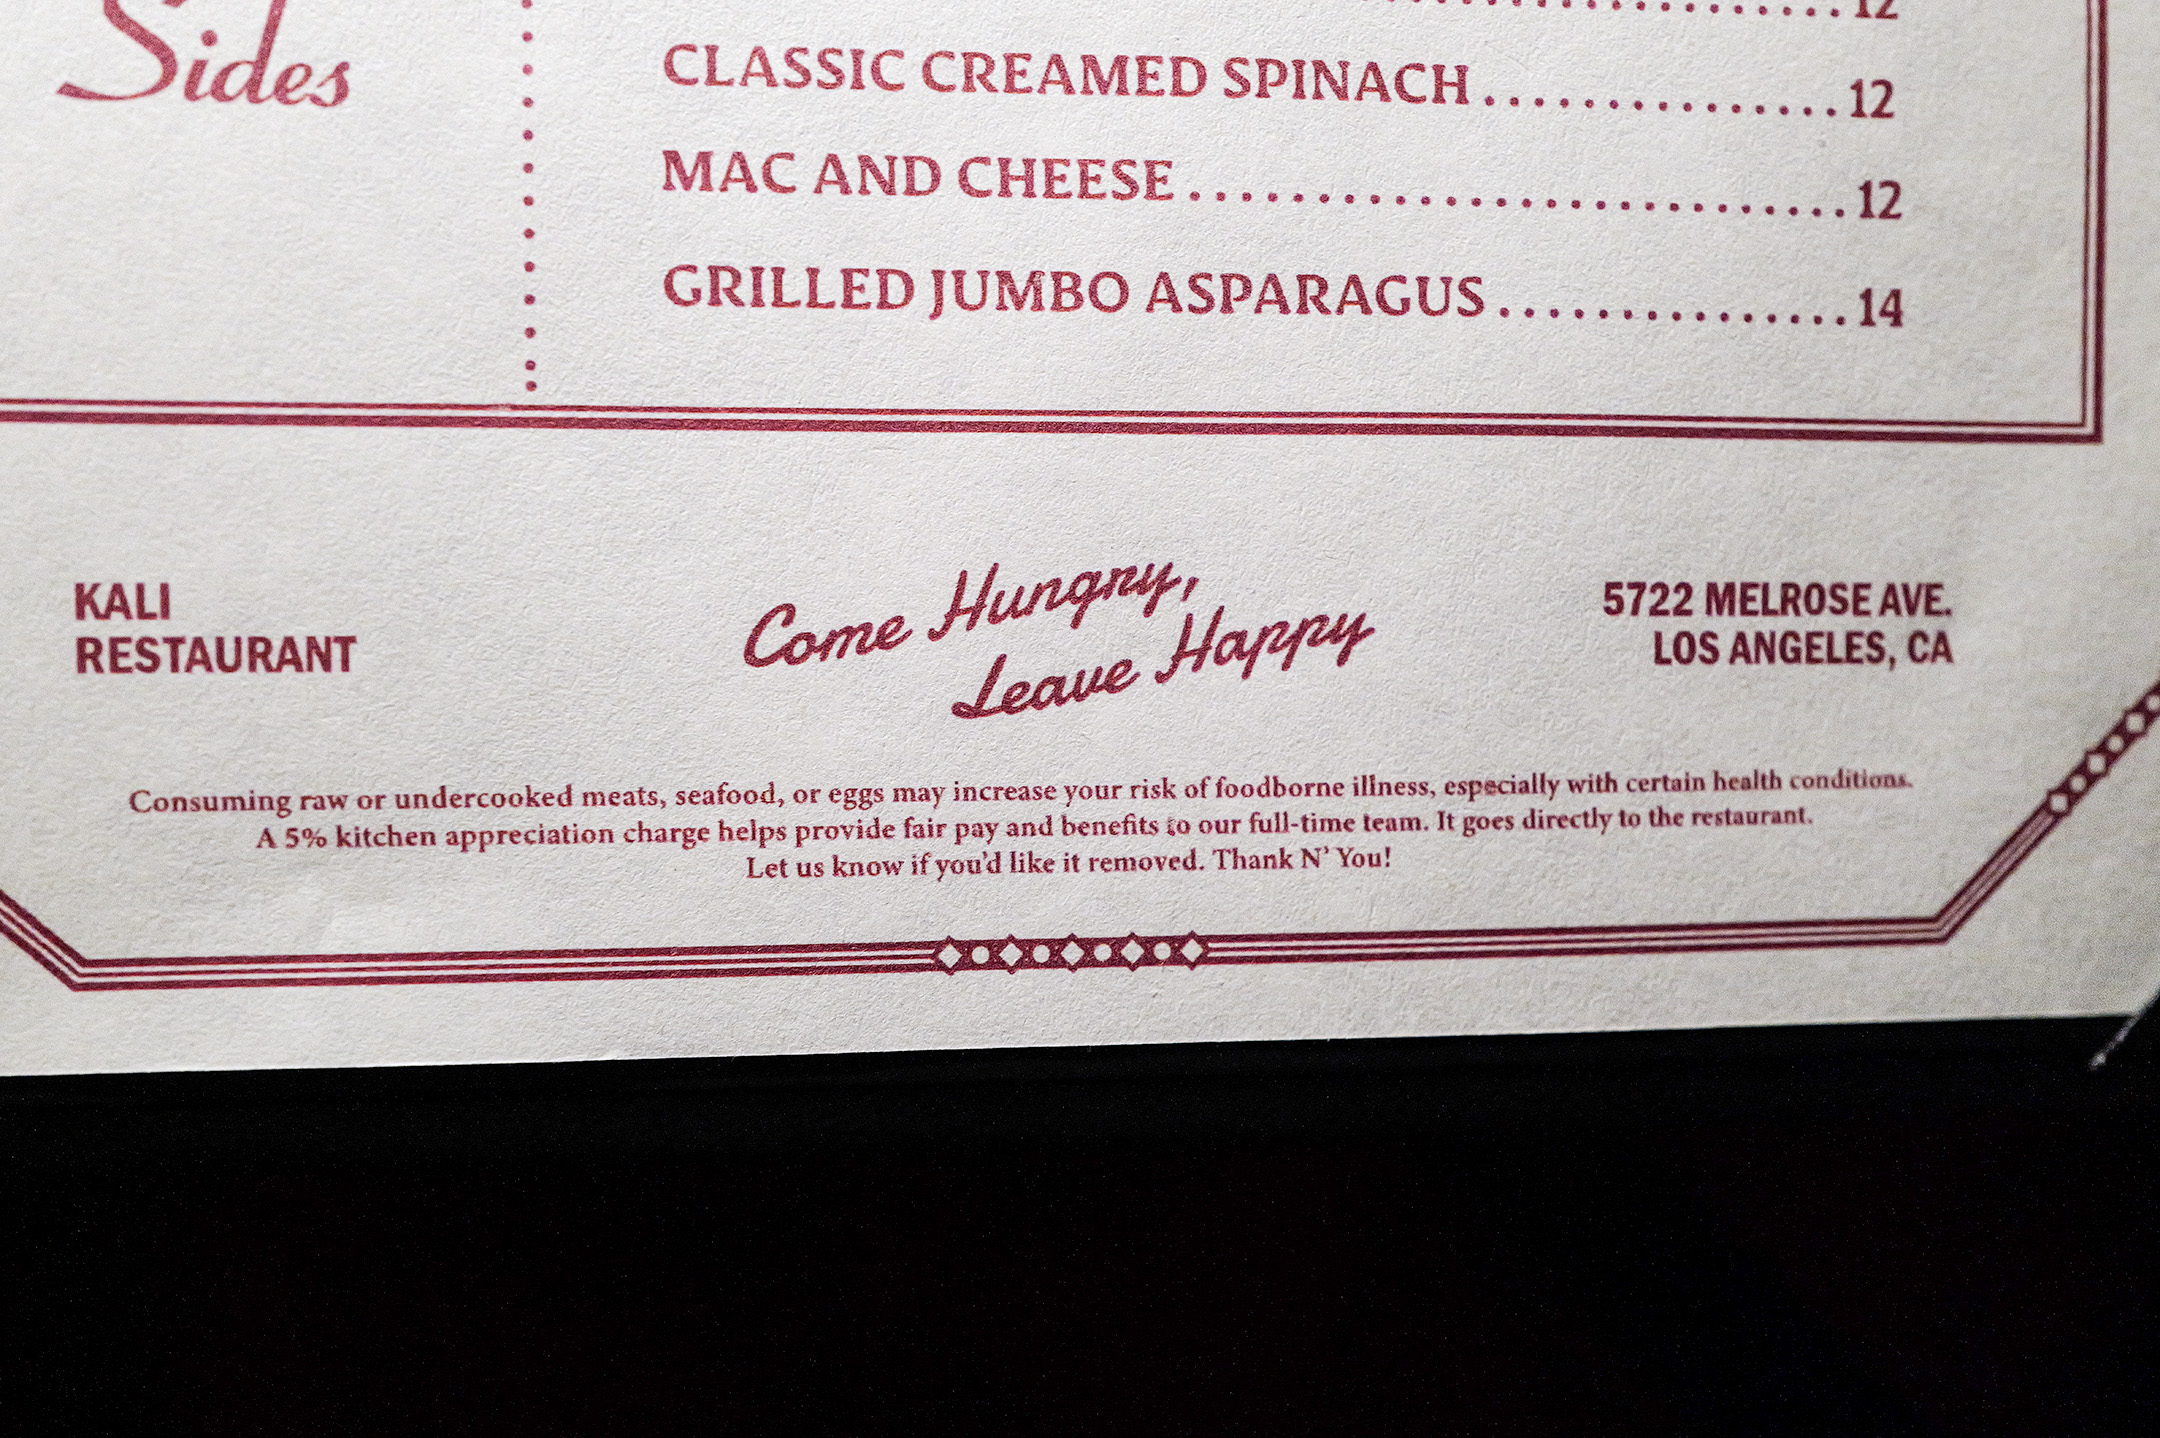 12
Sides
CLASSIC CREAMED SPINACH...............12
MAC AND CHEESE..........................12
GRILLED JUMBO ASPARAGUS...............14
KALI
RESTAURANT
Come Hungry,
Leave Happy
5722 MELROSE AVE.
LOS ANGELES, CA
Consuming raw or undercooked meats, seafood, or eggs may increase your risk of foodborne illness, especially with certain health conditions.
A 5% kitchen appreciation charge helps provide fair pay and benefits to our full-time team. It goes directly to the restaurant.
Let us know if you'd like it removed. Thank N' You!